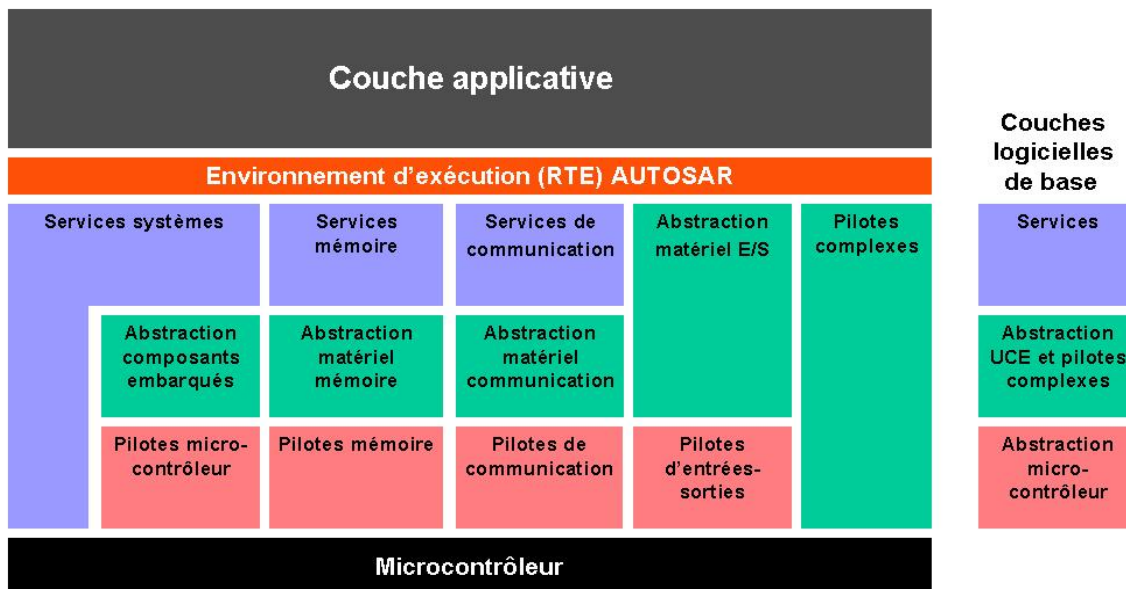 Couche applicative
Environnement d'exécution (RTE) AUTOSAR
Services systèmes
Services
mémoire
Services de
communication
Abstraction
matériel E/S
Pilotes
complexes
Abstraction
composants
embarqués
Abstraction
matériel
mémoire
Abstraction
matériel
communication
Pilotes micro-
contrôleur
Pilotes mémoire
Pilotes de
communication
Pilotes
d'entrées-
sorties
Microcontrôleur
Couches
logicielles
de base
Services
Abstraction
UCE et pilotes
complexes
Abstraction
micro-
contrôleur